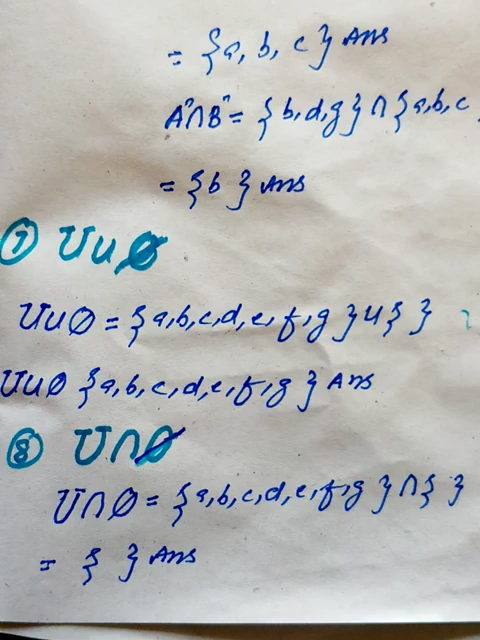 = {a, b, c} Ans
A"∩B" = {b,d,g} ∩ {a,b,c
= {b } Ans
⑦ U∪∅
U∪∅ = {a,b,c,d,e,f,g } ∪ { }
U∪∅ {a,b,c,d,e,f,g } Ans
⑧ U∩∅
U∩∅ = {a,b,c,d,e,f,g } ∩ { }
= { } Ans